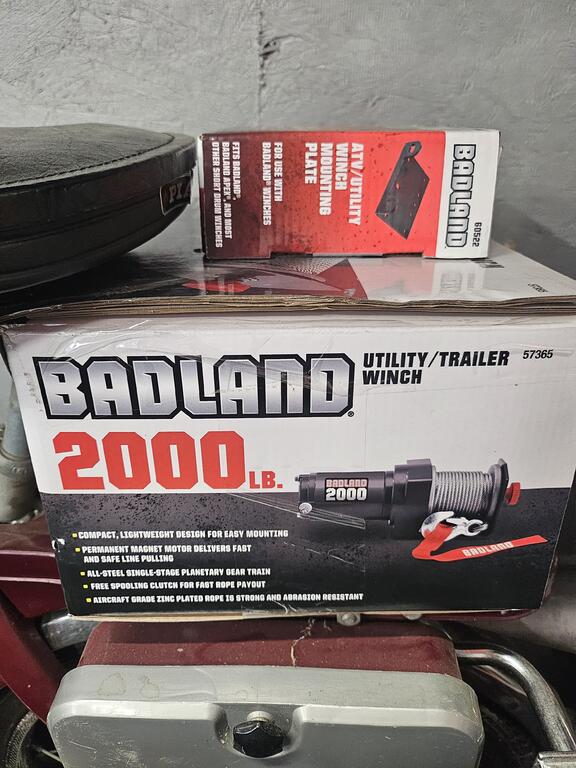 BADLAND
60522
ATV/UTILITY
WINCH
MOUNTING
PLATE
FOR USE WITH
BADLAND® WINCHES
FITS BADLAND®,
BADLAND APEX®, AND MOST
OTHER SHORT DRUM WINCHES
57365
BADLAND®
UTILITY/TRAILER
WINCH
57365
2000 LB.
BADLAND
2000
BADLAND
COMPACT, LIGHTWEIGHT DESIGN FOR EASY MOUNTING
PERMANENT MAGNET MOTOR DELIVERS FAST
AND SAFE LINE PULLING
ALL-STEEL SINGLE-STAGE PLANETARY GEAR TRAIN
FREE SPOOLING CLUTCH FOR FAST ROPE PAYOUT
AIRCRAFT GRADE ZINC PLATED ROPE IS STRONG AND ABRASION RESISTANT